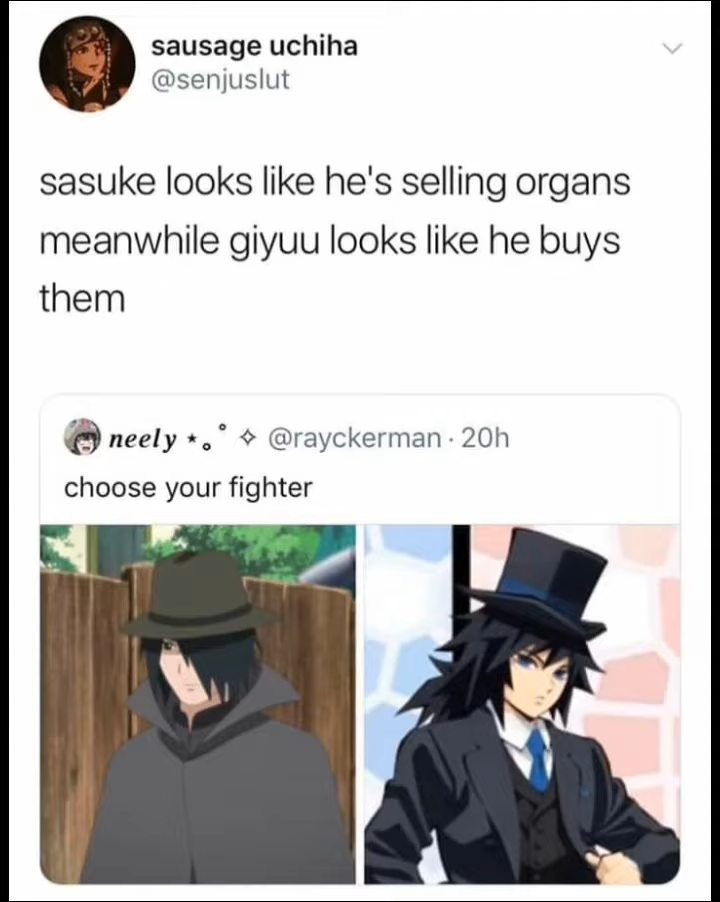 sausage uchiha
@senjuslut
sasuke looks like he's selling organs
meanwhile giyuu looks like he buys
them
neely ⋆｡˚ ✧ @rayckerman · 20h
choose your fighter